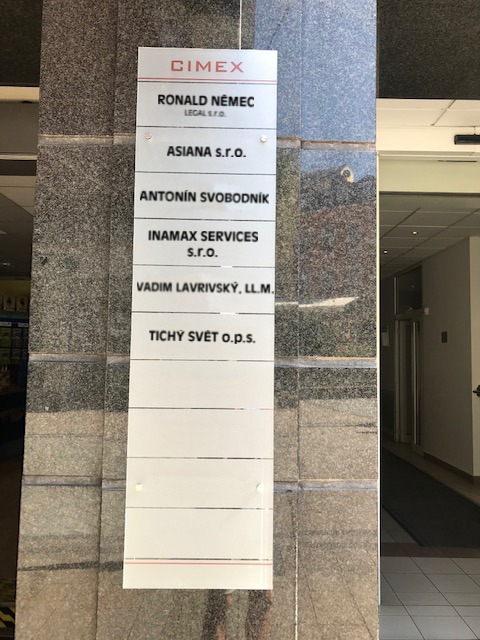 CIMEX
RONALD NĚMEC
LEGAL s.r.o.
ASIANA s.r.o.
ANTONÍN SVOBODNÍK
INAMAX SERVICES
s.r.o.
VADIM LAVRIVSKÝ, LL.M.
TICHÝ SVĚT o.p.s.